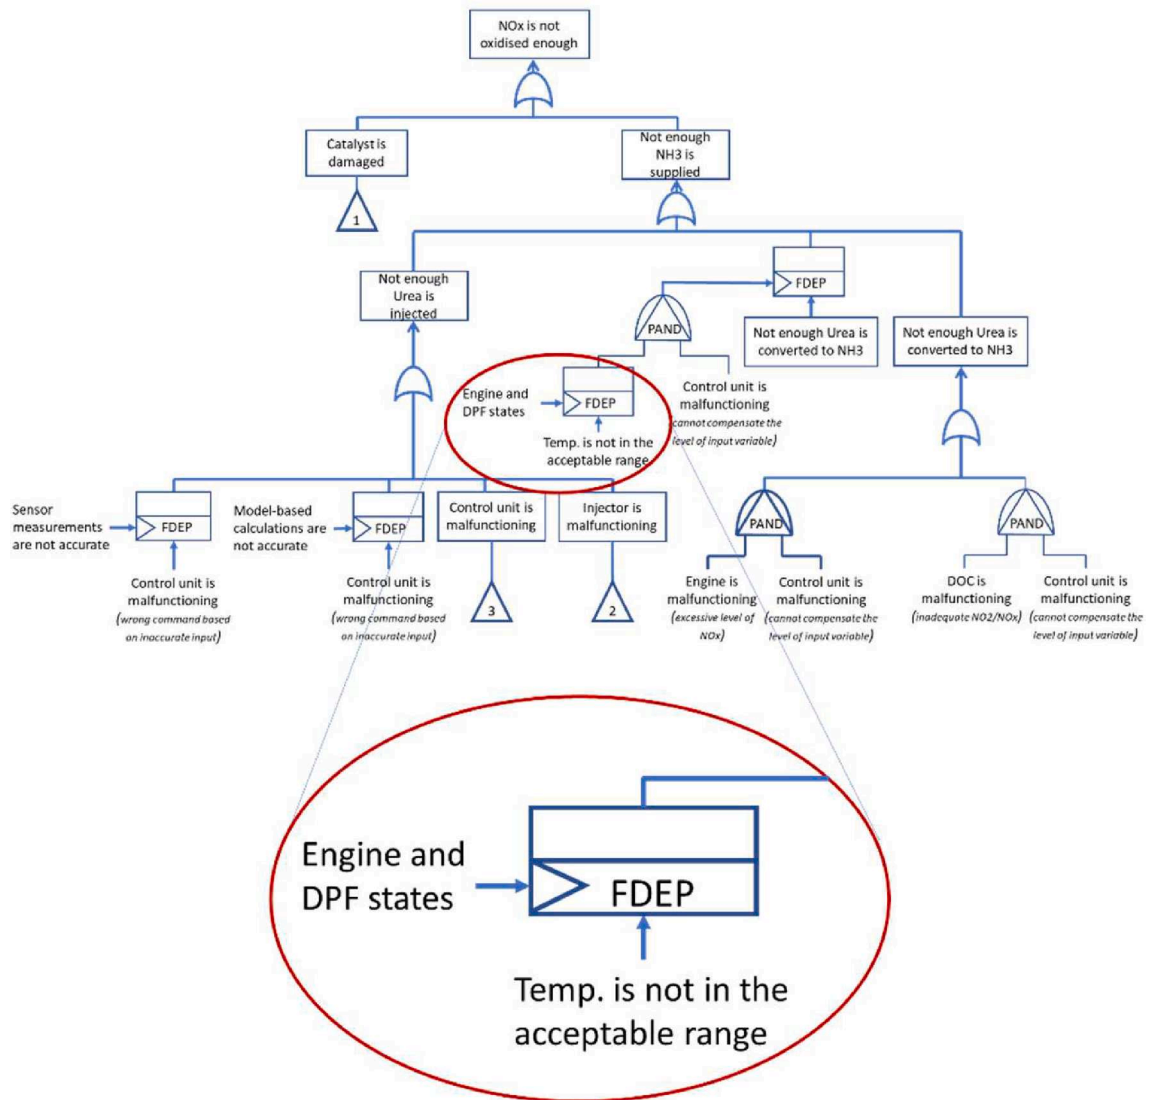 NOx is not
oxidised enough
Catalyst is
damaged
Not enough
NH3 is
supplied
1
Not enough
Urea is
injected
FDEP
PAND
Not enough Urea is
converted to NH3
Not enough Urea is
converted to NH3
Engine and
DPF states
FDEP
Temp. is not in the
acceptable range
Control unit is
malfunctioning
(cannot compensate the
level of input variable)
Sensor
measurements
are not accurate
FDEP
Control unit is
malfunctioning
(wrong command based
on inaccurate input)
Model-based
calculations are
not accurate
FDEP
Control unit is
malfunctioning
(wrong command based
on inaccurate input)
Control unit is
malfunctioning
3
Injector is
malfunctioning
2
PAND
Engine is
malfunctioning
(excessive level of
NOx)
Control unit is
malfunctioning
(cannot compensate the
level of input variable)
PAND
DOC is
malfunctioning
(inadequate NO2/NOx)
Control unit is
malfunctioning
(cannot compensate the
level of input variable)
Engine and
DPF states
FDEP
Temp. is not in the
acceptable range